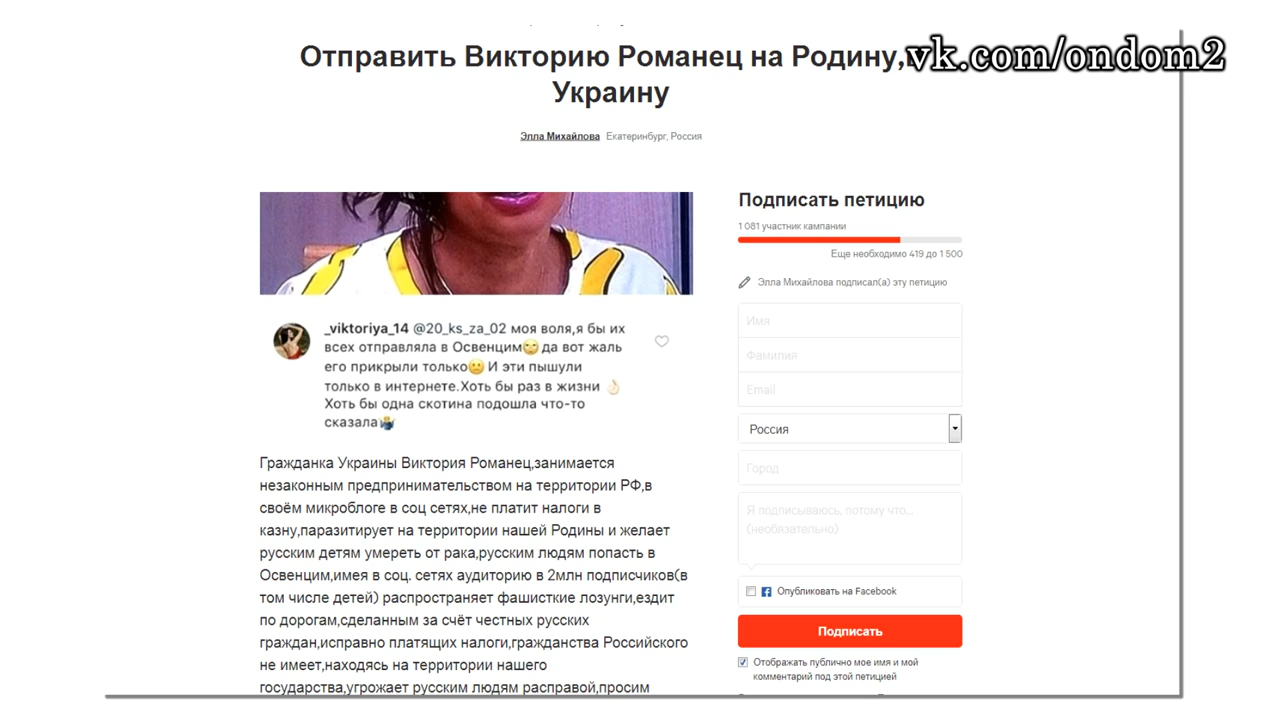 Отправить Викторию Романец на Родину,
vk.com/ondom2
Украину
Элла Михайлова Екатеринбург, Россия
Подписать петицию
1 081 участник кампании
Еще необходимо 419 до 1 500
Элла Михайлова подписал(а) эту петицию
Имя
Фамилия
Email
Россия
Город
Я подписываюсь, потому что...
(необязательно)
Опубликовать на Facebook
Подписать
Отображать публично мое имя и мой
комментарий под этой петицией
_viktoriya_14 @20_ks_za_02 моя воля,я бы их
всех отправляла в Освенцим🙄да вот жаль
его прикрыли только🙁И эти пышули
только в интернете.Хоть бы раз в жизни 👌🏻
Хоть бы одна скотина подошла что-то
сказала🤷‍♂️
Гражданка Украины Виктория Романец,занимается
незаконным предпринимательством на территории РФ,в
своём микроблоге в соц сетях,не платит налоги в
казну,паразитирует на территории нашей Родины и желает
русским детям умереть от рака,русским людям попасть в
Освенцим,имея в соц. сетях аудиторию в 2млн подписчиков(в
том числе детей) распространяет фашисткие лозунги,ездит
по дорогам,сделанным за счёт честных русских
граждан,исправно платящих налоги,гражданства Российского
не имеет,находясь на территории нашего
государства,угрожает русским людям расправой,просим